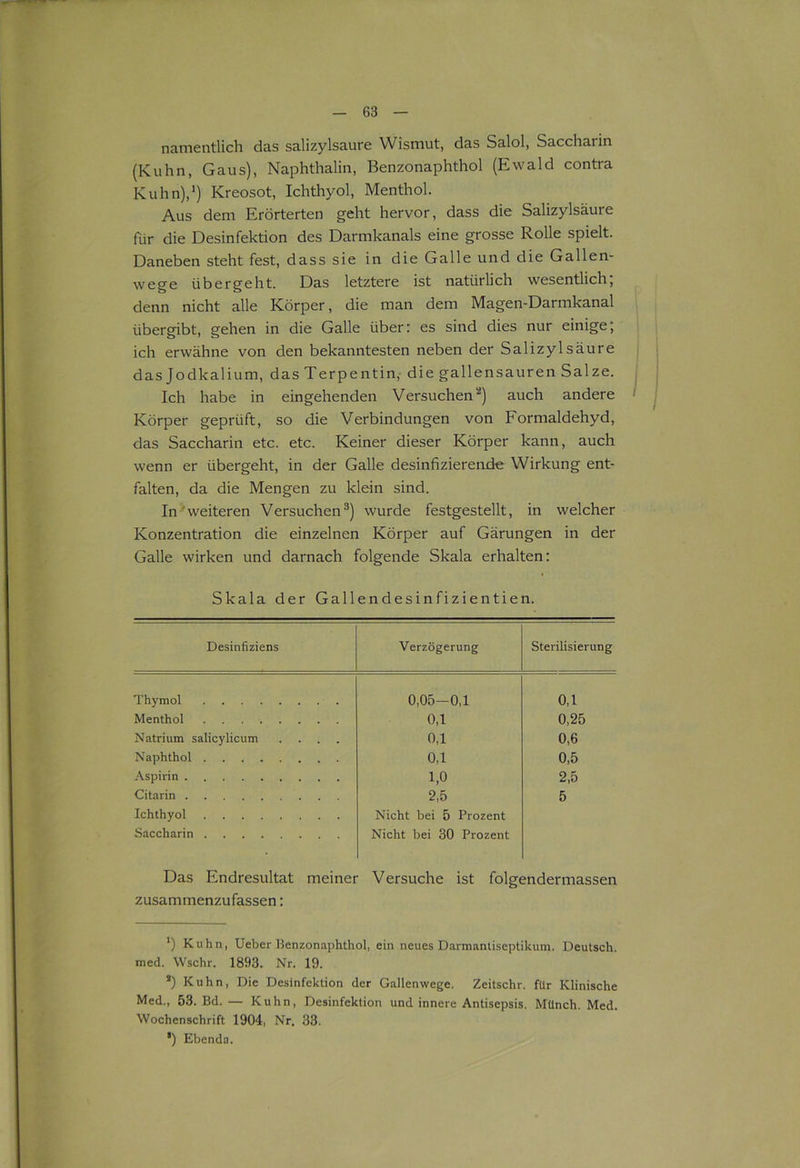 — 63 —
namentlich das salizylsaure Wismut, das Salol, Saccharin
(Kuhn, Gaus), Naphthalin, Benzonaphthol (Ewald contra
Kuhn),¹) Kreosot, Ichthyol, Menthol.
Aus dem Erörterten geht hervor, dass die Salizylsäure
für die Desinfektion des Darmkanals eine grosse Rolle spielt.
Daneben steht fest, dass sie in die Galle und die Gallen-
wege übergeht. Das letztere ist natürlich wesentlich;
denn nicht alle Körper, die man dem Magen-Darmkanal
übergibt, gehen in die Galle über: es sind dies nur einige;
ich erwähne von den bekanntesten neben der Salizylsäure
das Jodkalium, das Terpentin, die gallensauren Salze.
Ich habe in eingehenden Versuchen²) auch andere
Körper geprüft, so die Verbindungen von Formaldehyd,
das Saccharin etc. etc. Keiner dieser Körper kann, auch
wenn er übergeht, in der Galle desinfizierende Wirkung ent-
falten, da die Mengen zu klein sind.
In weiteren Versuchen³) wurde festgestellt, in welcher
Konzentration die einzelnen Körper auf Gärungen in der
Galle wirken und darnach folgende Skala erhalten:
Skala der Gallendesinfizientien.
Desinfiziens Verzögerung Sterilisierung
Thymol . . . . . . . . 0,05—0,1 0,1
Menthol . . . . . . . . 0,1 0,25
Natrium salicylicum . . . . 0,1 0,6
Naphthol . . . . . . . . 0,1 0,5
Aspirin . . . . . . . . . 1,0 2,5
Citarin . . . . . . . . . 2,5 5
Ichthyol . . . . . . . . Nicht bei 5 Prozent
Saccharin . . . . . . . . Nicht bei 30 Prozent
Das Endresultat meiner Versuche ist folgendermassen
zusammenzufassen:
¹) Kuhn, Ueber Benzonaphthol, ein neues Darmantiseptikum. Deutsch.
med. Wschr. 1893. Nr. 19.
²) Kuhn, Die Desinfektion der Gallenwege. Zeitschr. für Klinische
Med., 53. Bd. — Kuhn, Desinfektion und innere Antisepsis. Münch. Med.
Wochenschrift 1904, Nr. 33.
³) Ebenda.